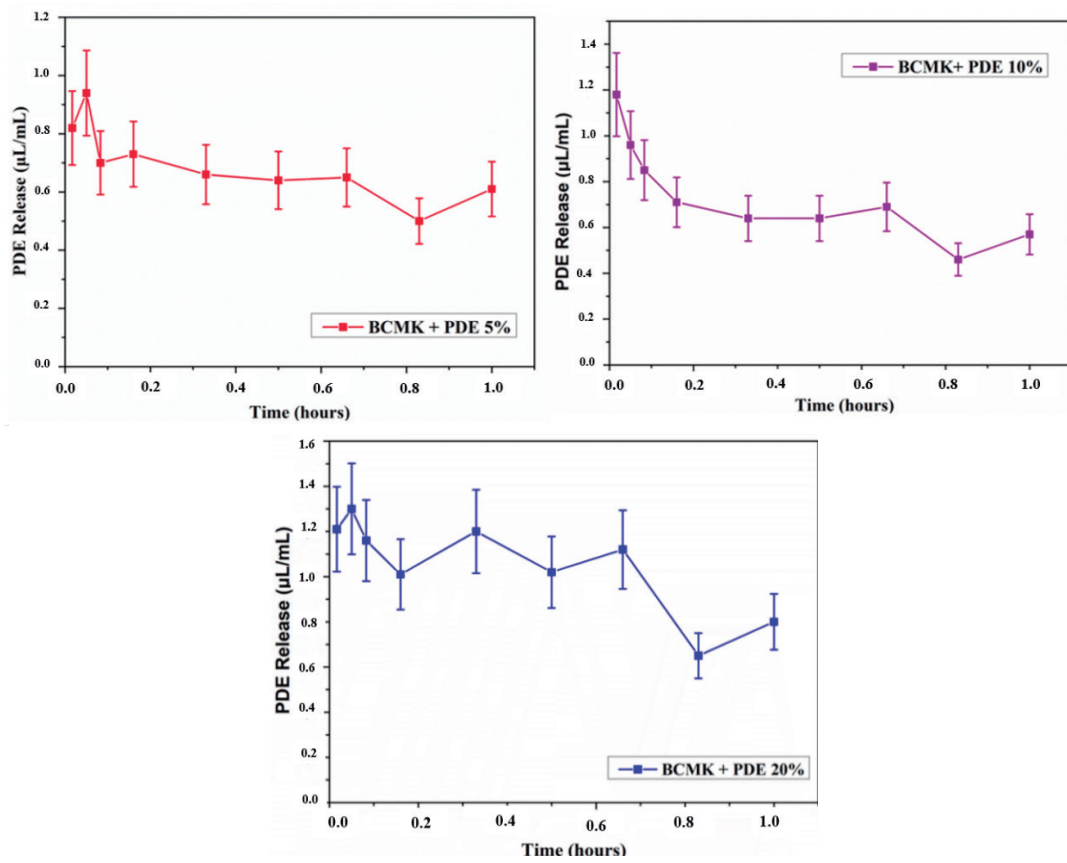 1.2
1.0
0.8
0.6
0.4
0.2
0.0
PDE Release (µL/mL)
BCMK + PDE 5%
0.0 0.2 0.4 0.6 0.8 1.0
Time (hours)
1.4
1.2
1.0
0.8
0.6
0.4
0.2
0.0
PDE Release (µL/mL)
BCMK+ PDE 10%
0.0 0.2 0.4 0.6 0.8 1.0
Time (hours)
1.6
1.4
1.2
1.0
0.8
0.6
0.4
0.2
0.0
PDE Release (µL/mL)
BCMK + PDE 20%
0.0 0.2 0.4 0.6 0.8 1.0
Time (hours)